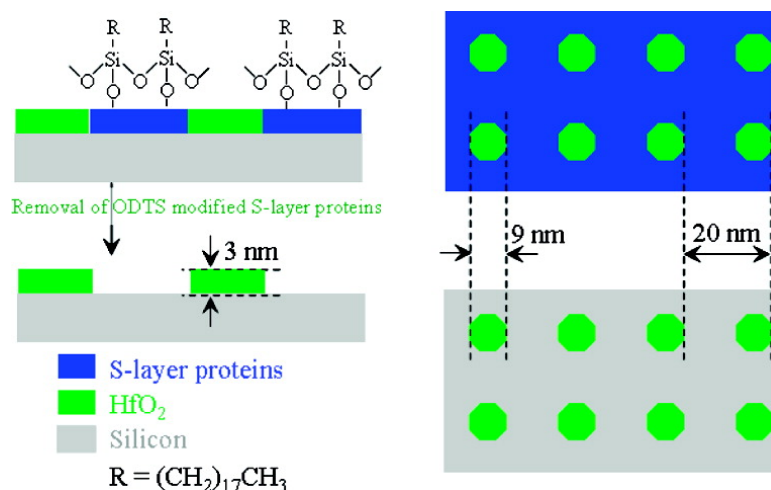 R R R R
Si Si Si Si
O O O O O O
O O O O
Removal of ODTS modified S-layer proteins
3 nm
S-layer proteins
HfO₂
Silicon
R = (CH₂)₁₇CH₃
9 nm 20 nm